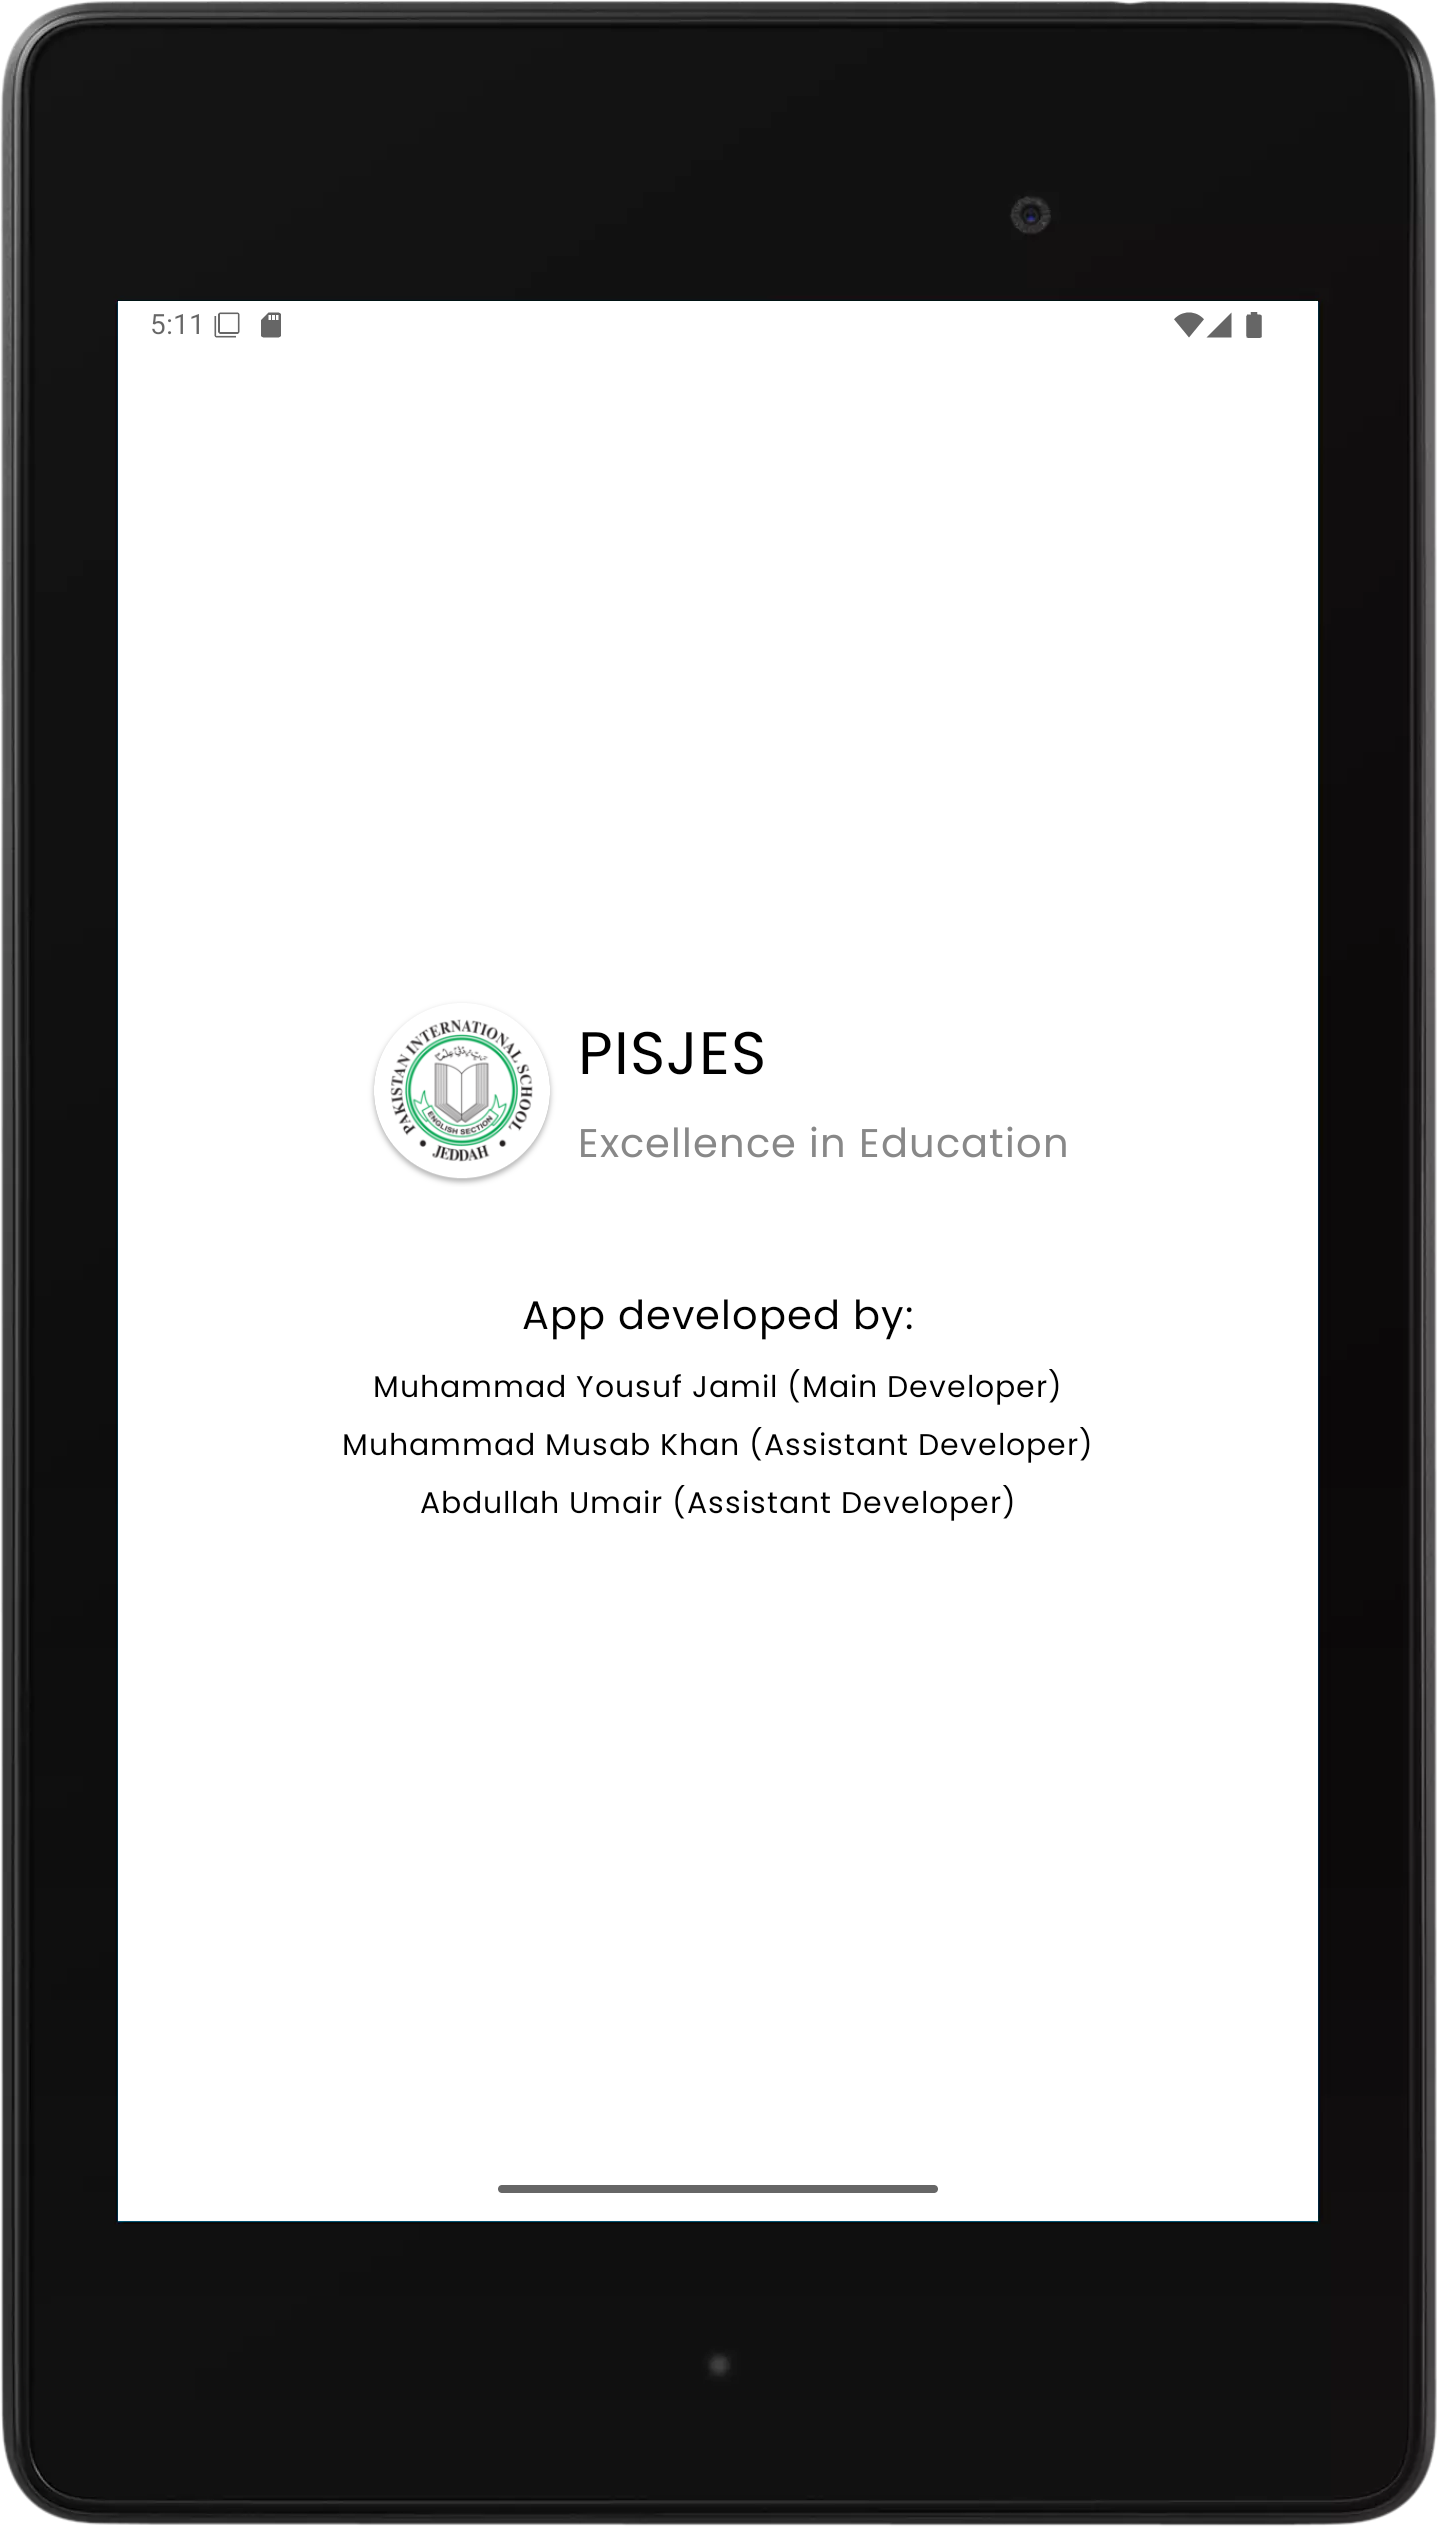 5:11
PAKISTAN INTERNATIONAL SCHOOL
ENGLISH SECTION
• JEDDAH •
PISJES
Excellence in Education
App developed by:
Muhammad Yousuf Jamil (Main Developer)
Muhammad Musab Khan (Assistant Developer)
Abdullah Umair (Assistant Developer)